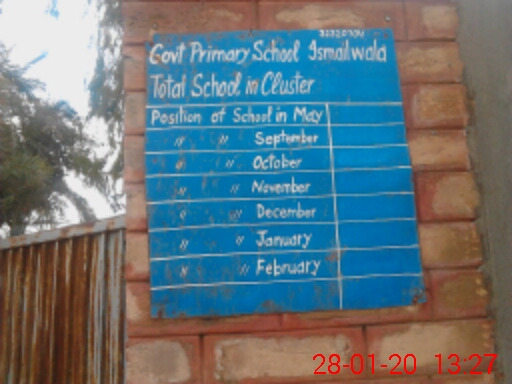 Govt Primary School Ismailwala
Total School in Cluster
Position of School in May
〃 〃 September
〃 〃 October
〃 〃 November
〃 〃 December
〃 〃 January
〃 〃 February
28-01-20 13:27